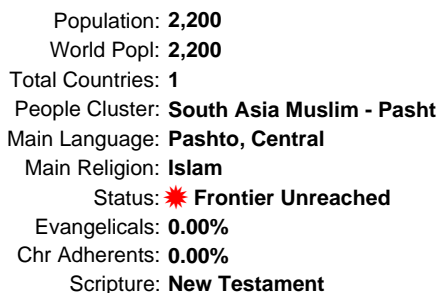 Population: 2,200
World Popl: 2,200
Total Countries: 1
People Cluster: South Asia Muslim - Pasht
Main Language: Pashto, Central
Main Religion: Islam
Status: Frontier Unreached
Evangelicals: 0.00%
Chr Adherents: 0.00%
Scripture: New Testament